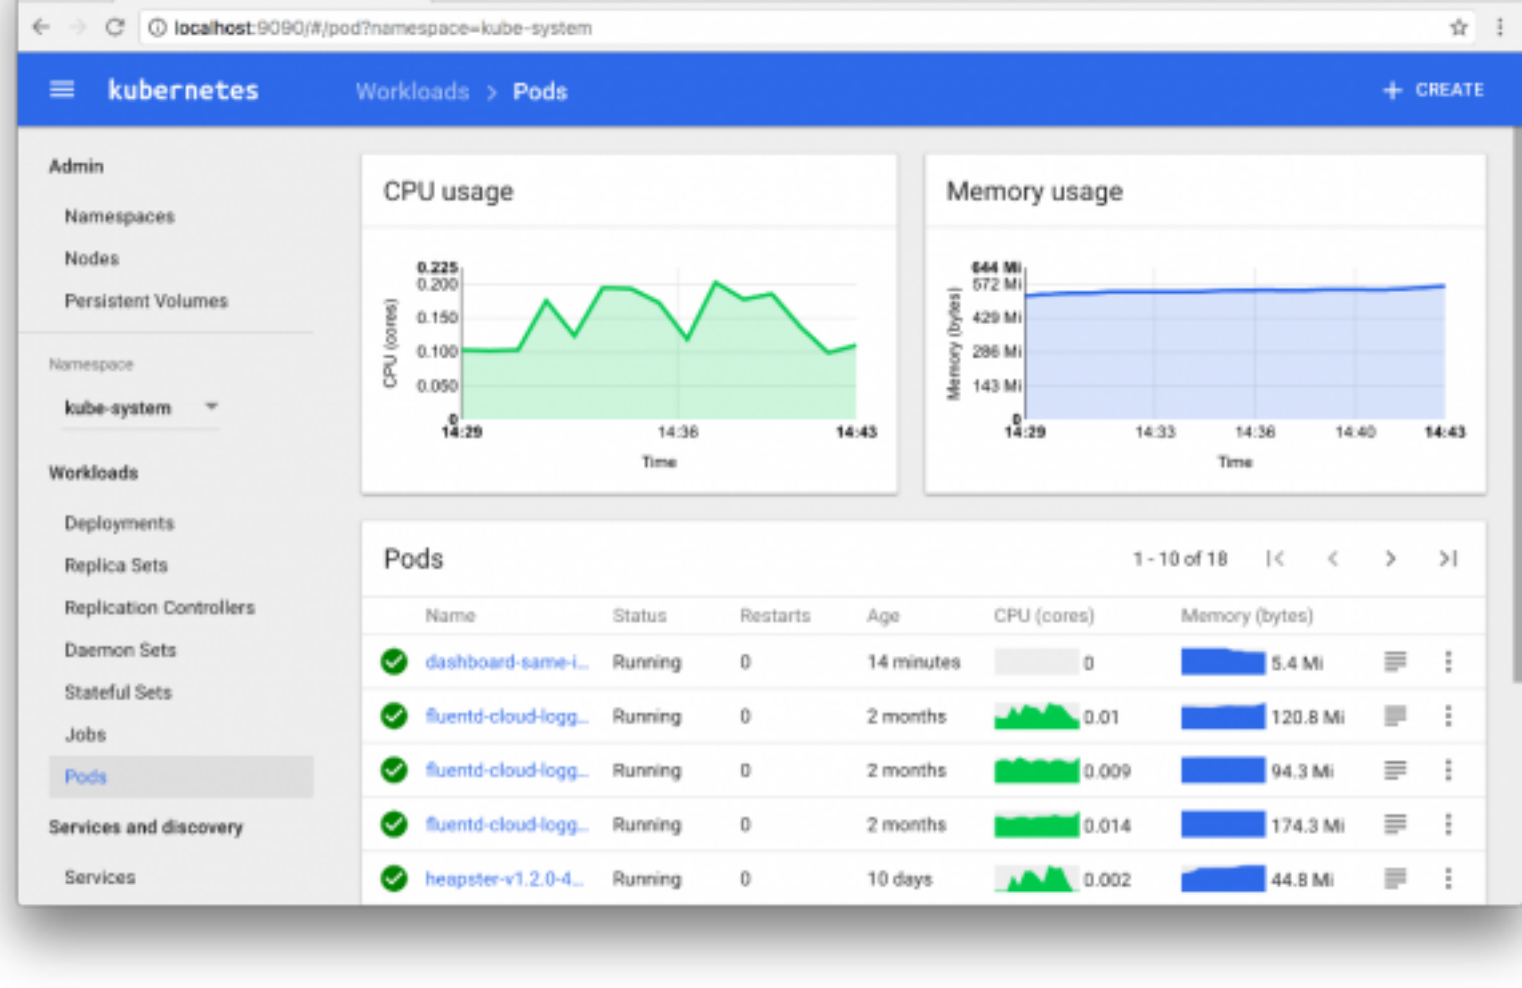 localhost:9090/#/pod?namespace=kube-system
kubernetes
Workloads > Pods
+ CREATE
Admin
Namespaces
Nodes
Persistent Volumes
Namespace
kube-system
Workloads
Deployments
Replica Sets
Replication Controllers
Daemon Sets
Stateful Sets
Jobs
Pods
Services and discovery
Services
CPU usage
CPU (cores)
0.225
0.200
0.150
0.100
0.050
0
14:29 14:36 14:43
Time
Memory usage
Memory (bytes)
644 Mi
572 Mi
429 Mi
286 Mi
143 Mi
0
14:29 14:33 14:36 14:40 14:43
Time
Pods
1 - 10 of 18
Name Status Restarts Age CPU (cores) Memory (bytes)
dashboard-same-i... Running 0 14 minutes 0 5.4 Mi
fluentd-cloud-logg... Running 0 2 months 0.01 120.8 Mi
fluentd-cloud-logg... Running 0 2 months 0.009 94.3 Mi
fluentd-cloud-logg... Running 0 2 months 0.014 174.3 Mi
heapster-v1.2.0-4... Running 0 10 days 0.002 44.8 Mi